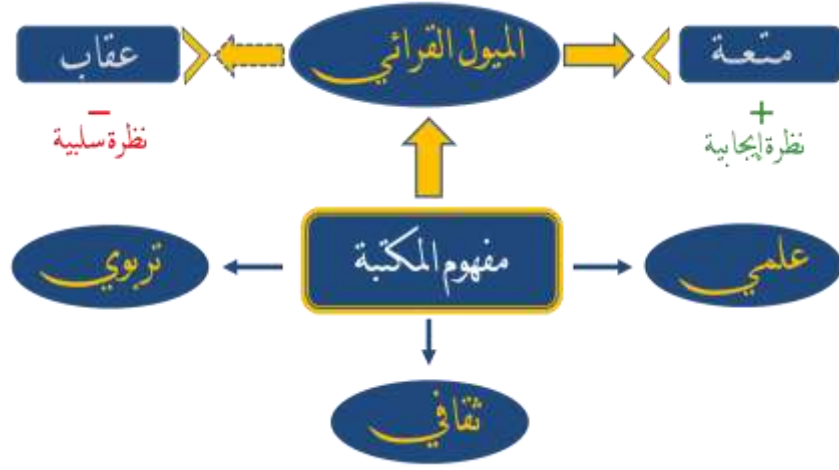 متعة
الميول القرائي
عقاب
+
نظرة إيجابية
−
نظرة سلبية
مفهوم المكتبة
علمي
تربوي
ثقافي